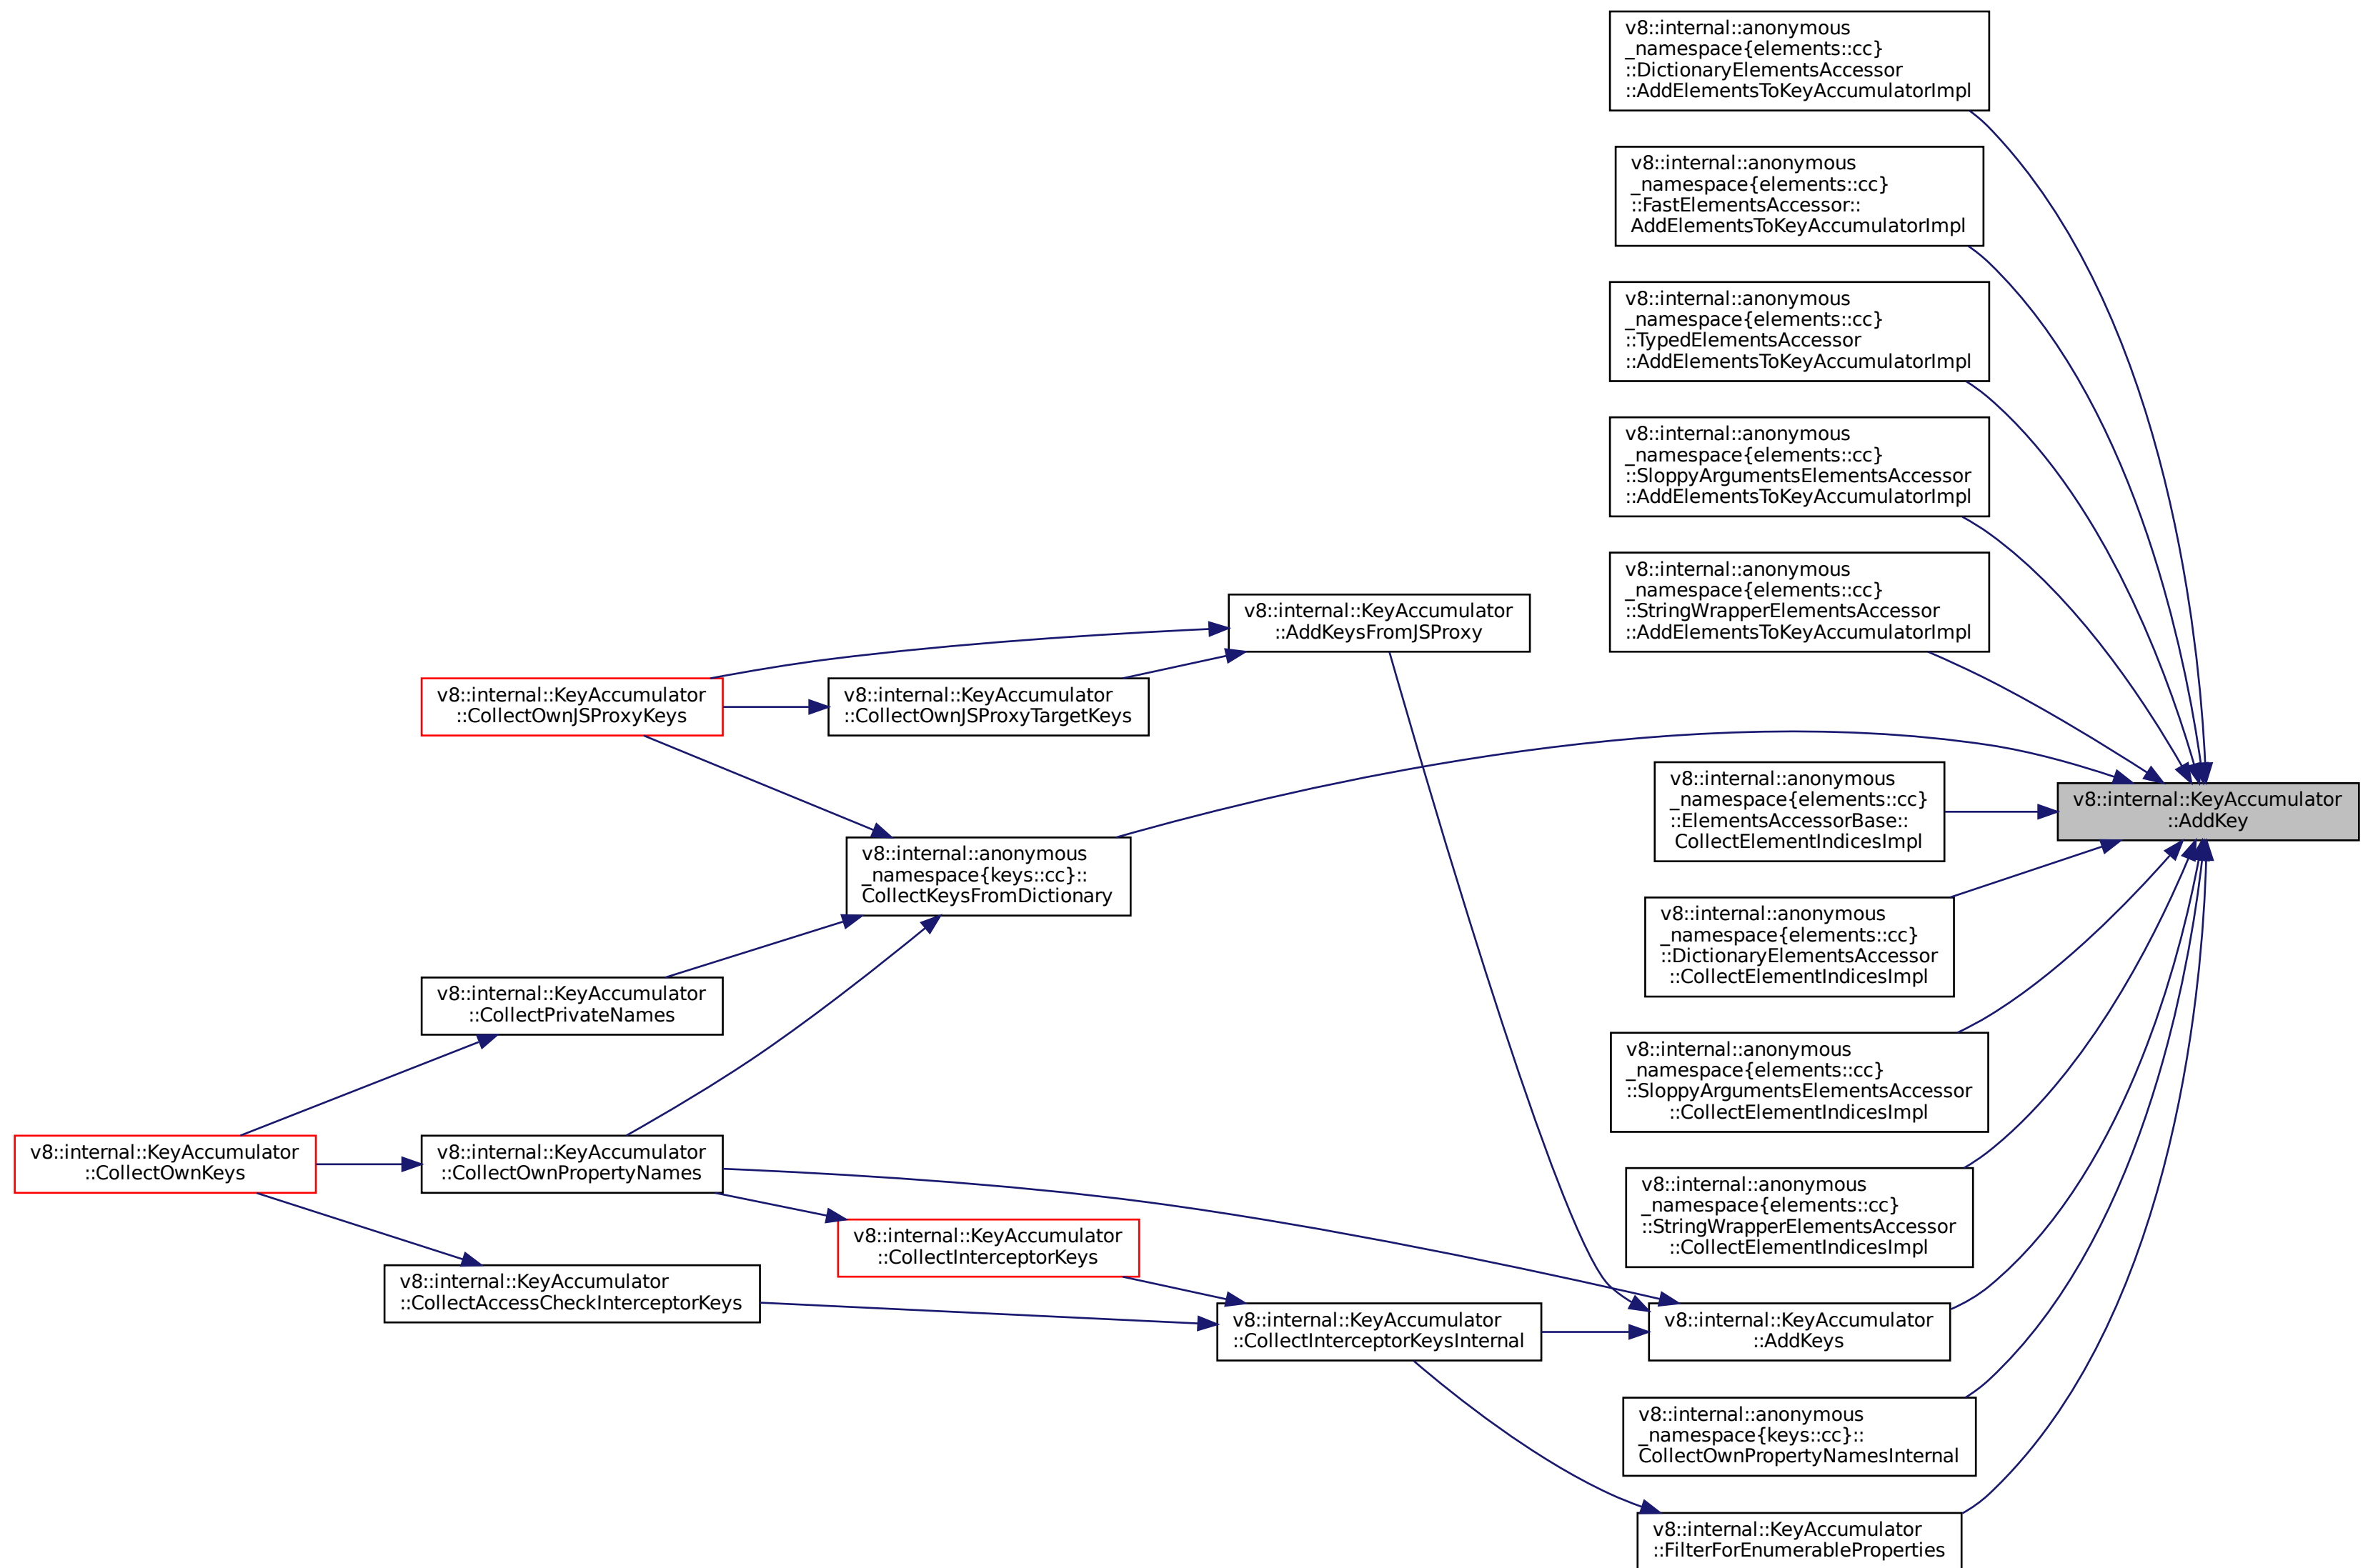 v8::internal::anonymous
_namespace{elements::cc}
::DictionaryElementsAccessor
::AddElementsToKeyAccumulatorImpl
v8::internal::anonymous
_namespace{elements::cc}
::FastElementsAccessor::
AddElementsToKeyAccumulatorImpl
v8::internal::anonymous
_namespace{elements::cc}
::TypedElementsAccessor
::AddElementsToKeyAccumulatorImpl
v8::internal::anonymous
_namespace{elements::cc}
::SloppyArgumentsElementsAccessor
::AddElementsToKeyAccumulatorImpl
v8::internal::anonymous
_namespace{elements::cc}
::StringWrapperElementsAccessor
::AddElementsToKeyAccumulatorImpl
v8::internal::KeyAccumulator
::AddKeysFromJSProxy
v8::internal::KeyAccumulator
::CollectOwnJSProxyKeys
v8::internal::KeyAccumulator
::CollectOwnJSProxyTargetKeys
v8::internal::anonymous
_namespace{elements::cc}
::ElementsAccessorBase::
CollectElementIndicesImpl
v8::internal::KeyAccumulator
::AddKey
v8::internal::anonymous
_namespace{keys::cc}::
CollectKeysFromDictionary
v8::internal::anonymous
_namespace{elements::cc}
::DictionaryElementsAccessor
::CollectElementIndicesImpl
v8::internal::KeyAccumulator
::CollectPrivateNames
v8::internal::anonymous
_namespace{elements::cc}
::SloppyArgumentsElementsAccessor
::CollectElementIndicesImpl
v8::internal::KeyAccumulator
::CollectOwnKeys
v8::internal::KeyAccumulator
::CollectOwnPropertyNames
v8::internal::anonymous
_namespace{elements::cc}
::StringWrapperElementsAccessor
::CollectElementIndicesImpl
v8::internal::KeyAccumulator
::CollectInterceptorKeys
v8::internal::KeyAccumulator
::CollectAccessCheckInterceptorKeys
v8::internal::KeyAccumulator
::CollectInterceptorKeysInternal
v8::internal::KeyAccumulator
::AddKeys
v8::internal::anonymous
_namespace{keys::cc}::
CollectOwnPropertyNamesInternal
v8::internal::KeyAccumulator
::FilterForEnumerableProperties